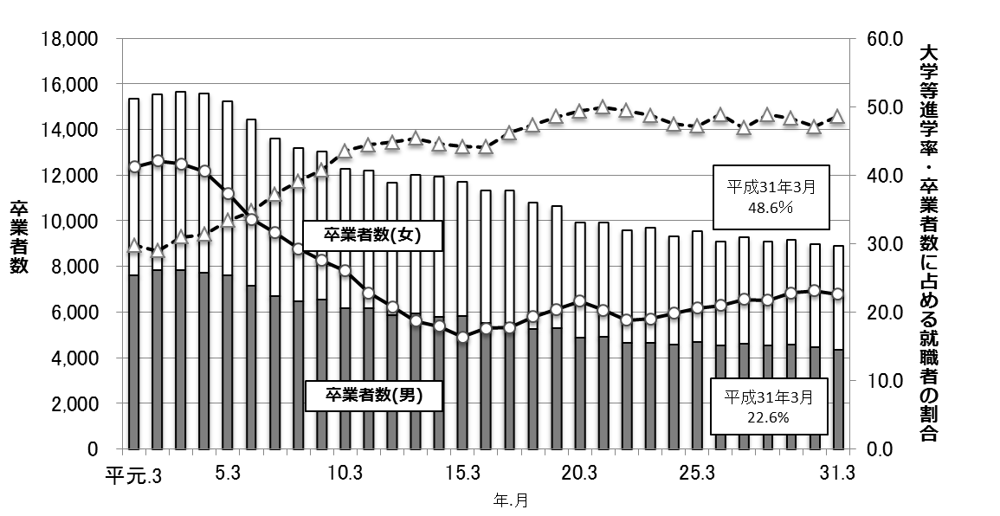 18,000
16,000
14,000
12,000
10,000
8,000
6,000
4,000
2,000
0
卒業者数
60.0
50.0
40.0
30.0
20.0
10.0
0.0
大学等進学率・卒業者数に占める就職者の割合
平成31年3月
48.6%
卒業者数(女)
卒業者数(男)
平成31年3月
22.6%
平元.3 5.3 10.3 15.3 20.3 25.3 31.3
年.月